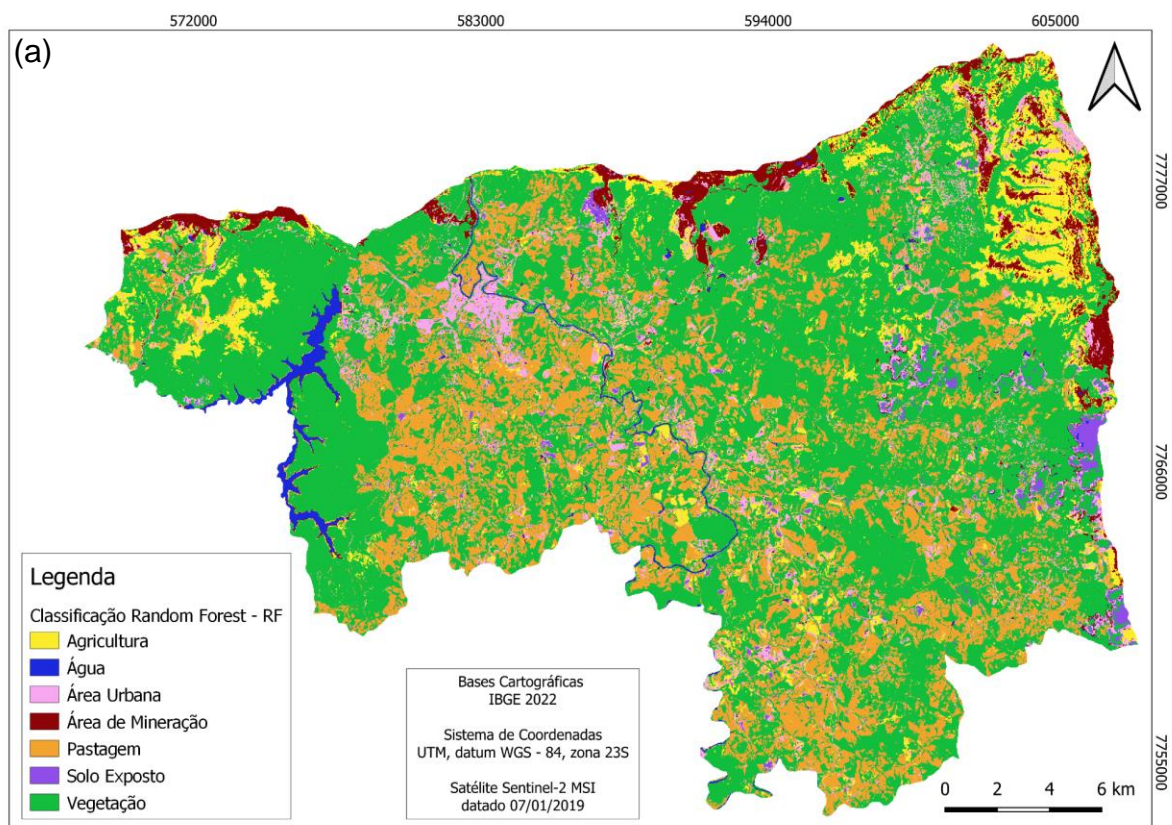 572000 583000 594000 605000
(a)
7777000
7766000
7755000
Legenda
Classificação Random Forest - RF
Agricultura
Água
Área Urbana
Área de Mineração
Pastagem
Solo Exposto
Vegetação
Bases Cartográficas
IBGE 2022
Sistema de Coordenadas
UTM, datum WGS - 84, zona 23S
Satélite Sentinel-2 MSI
datado 07/01/2019
0 2 4 6 km